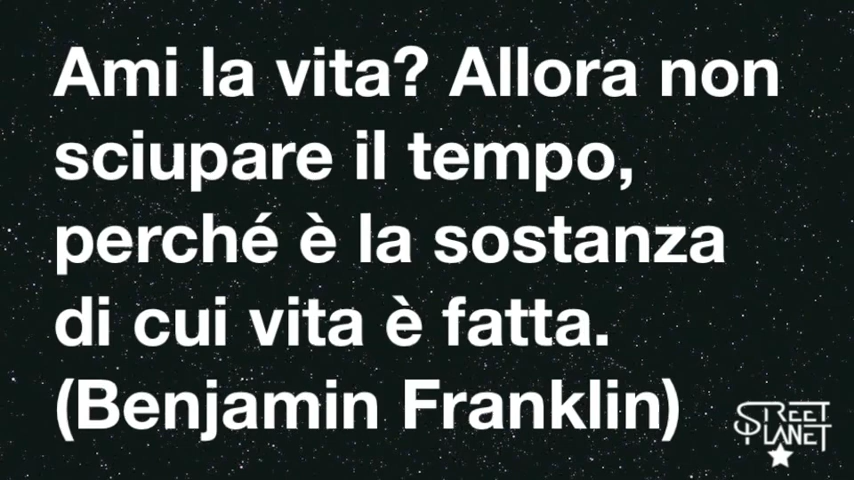 Ami la vita? Allora non
sciupare il tempo,
perché è la sostanza
di cui vita è fatta.
(Benjamin Franklin)
STREET
PLANET